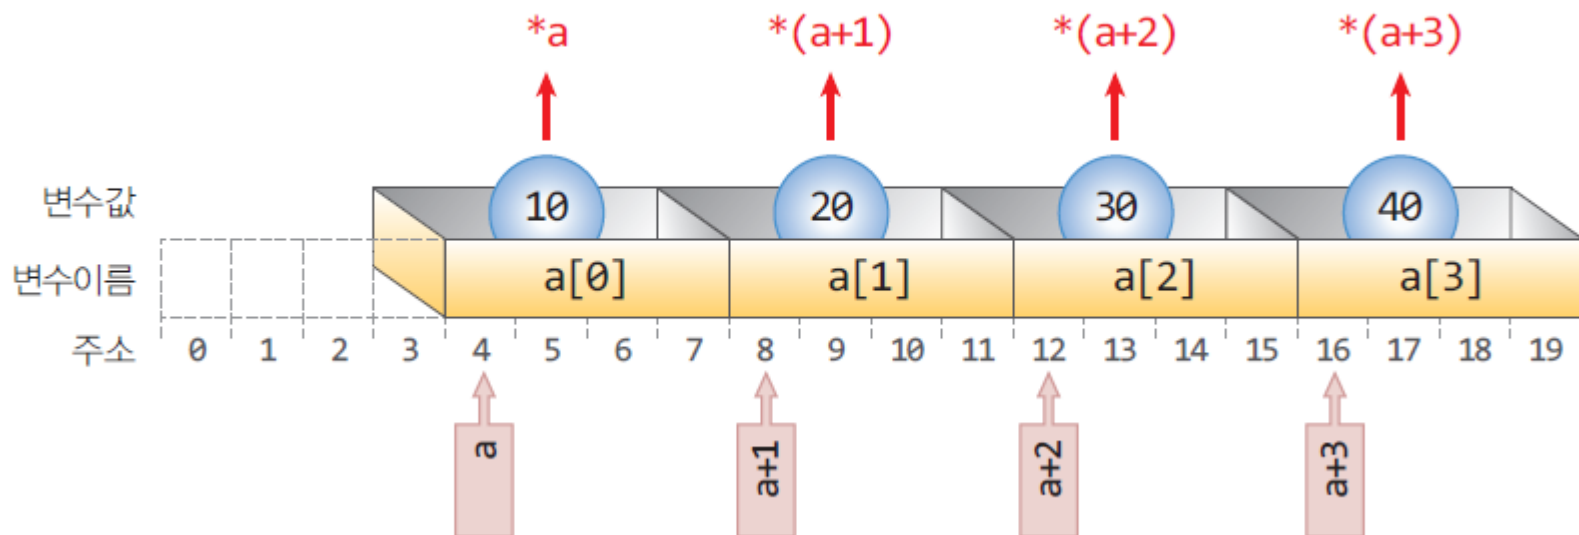 *a *(a+1) *(a+2) *(a+3)
변수값 10 20 30 40
변수이름 a[0] a[1] a[2] a[3]
주소 0 1 2 3 4 5 6 7 8 9 10 11 12 13 14 15 16 17 18 19
a a+1 a+2 a+3